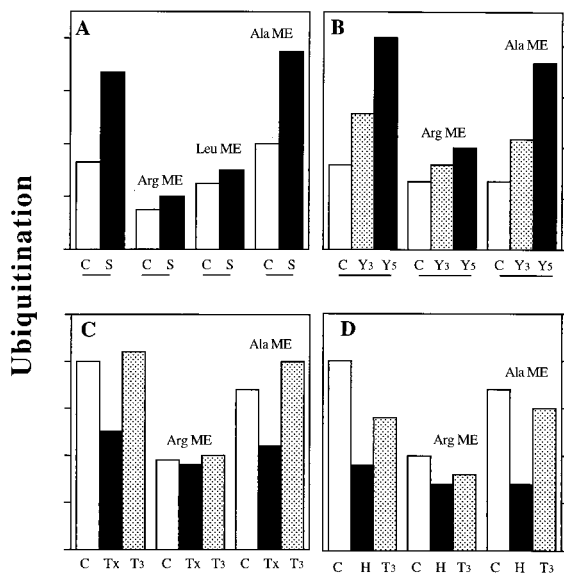 Ubiquitination
A
Ala ME
Leu ME
Arg ME
C S C S C S C S
B
Ala ME
Arg ME
C Y3 Y5 C Y3 Y5 C Y3 Y5
C
Ala ME
Arg ME
C Tx T3 C Tx T3 C Tx T3
D
Ala ME
Arg ME
C H T3 C H T3 C H T3